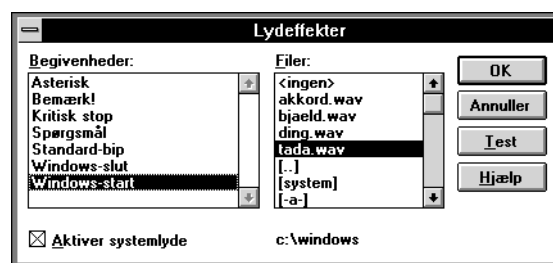 Lydeffekter
Begivenheder:
Asterisk
Bemærk!
Kritisk stop
Spørgsmål
Standard-bip
Windows-slut
Windows-start
Filer:
<ingen>
akkord.wav
bjaeld.wav
ding.wav
tada.wav
[..]
[system]
[-a-]
OK
Annuller
Test
Hjælp
Aktiver systemlyde
c:\windows